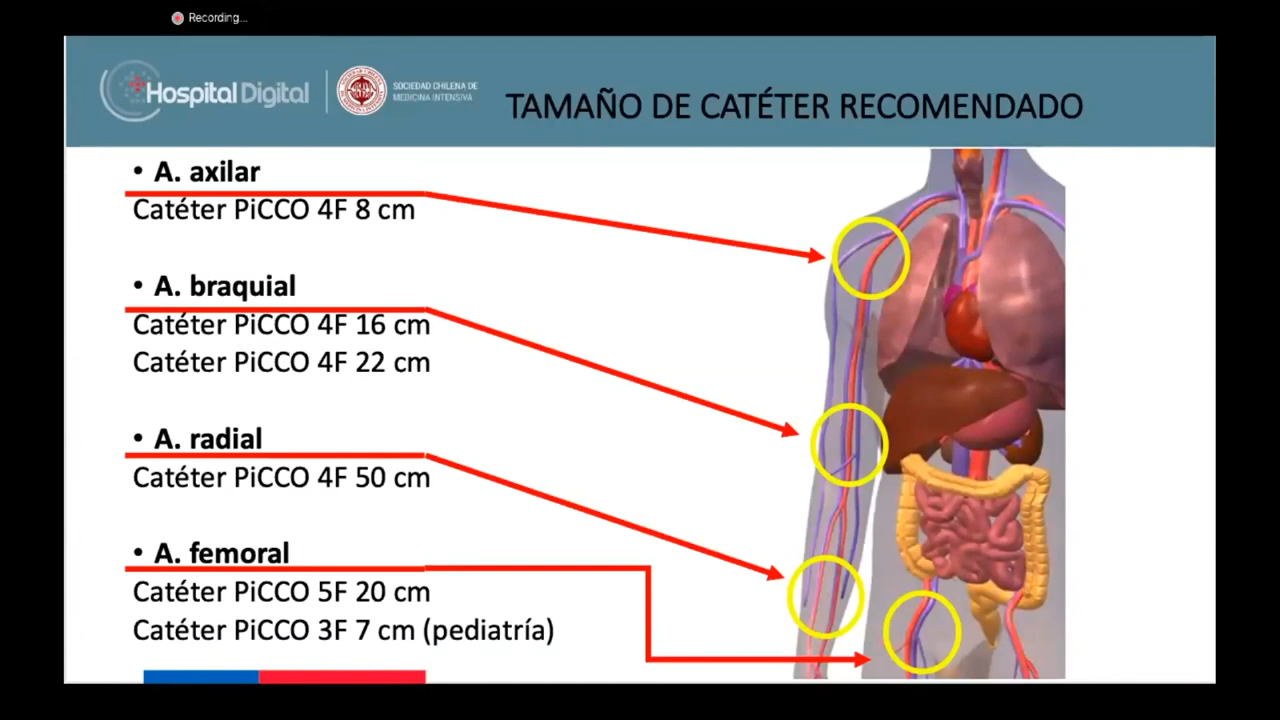 Recording...
Hospital Digital
SOCIEDAD CHILENA DE
MEDICINA INTENSIVA
TAMAÑO DE CATÉTER RECOMENDADO
• A. axilar
Catéter PiCCO 4F 8 cm
• A. braquial
Catéter PiCCO 4F 16 cm
Catéter PiCCO 4F 22 cm
• A. radial
Catéter PiCCO 4F 50 cm
• A. femoral
Catéter PiCCO 5F 20 cm
Catéter PiCCO 3F 7 cm (pediatría)